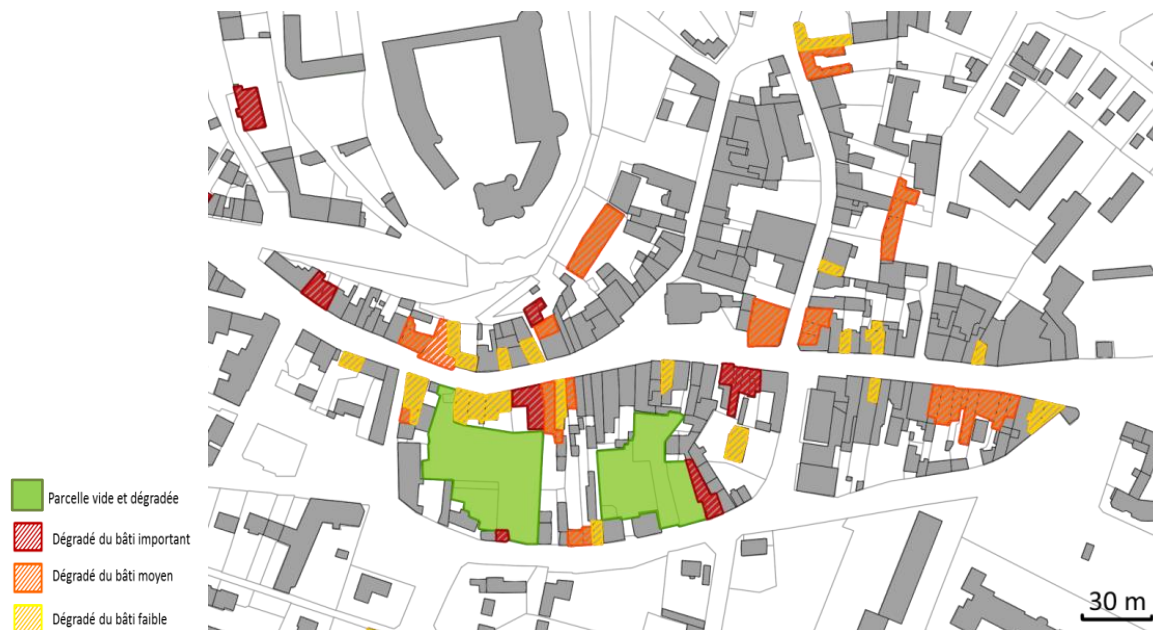 Parcelle vide et dégradée
Dégradé du bâti important
Dégradé du bâti moyen
Dégradé du bâti faible
30 m